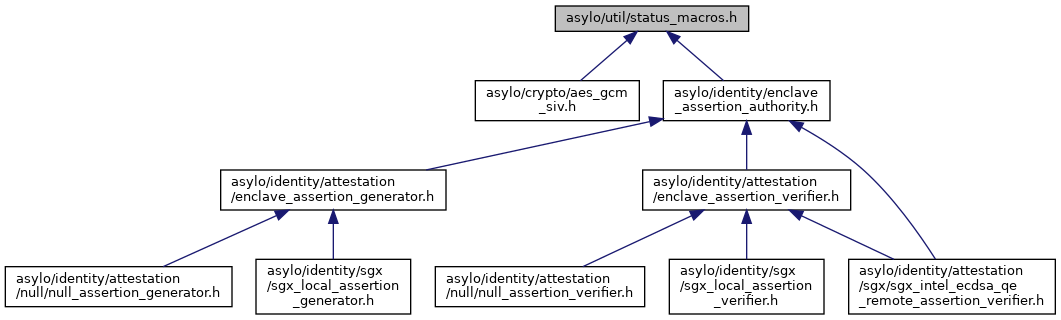 asylo/util/status_macros.h
asylo/crypto/aes_gcm
_siv.h
asylo/identity/enclave
_assertion_authority.h
asylo/identity/attestation
/enclave_assertion_generator.h
asylo/identity/attestation
/enclave_assertion_verifier.h
asylo/identity/attestation
/null/null_assertion_generator.h
asylo/identity/sgx
/sgx_local_assertion
_generator.h
asylo/identity/attestation
/null/null_assertion_verifier.h
asylo/identity/sgx
/sgx_local_assertion
_verifier.h
asylo/identity/attestation
/sgx/sgx_intel_ecdsa_qe
_remote_assertion_verifier.h